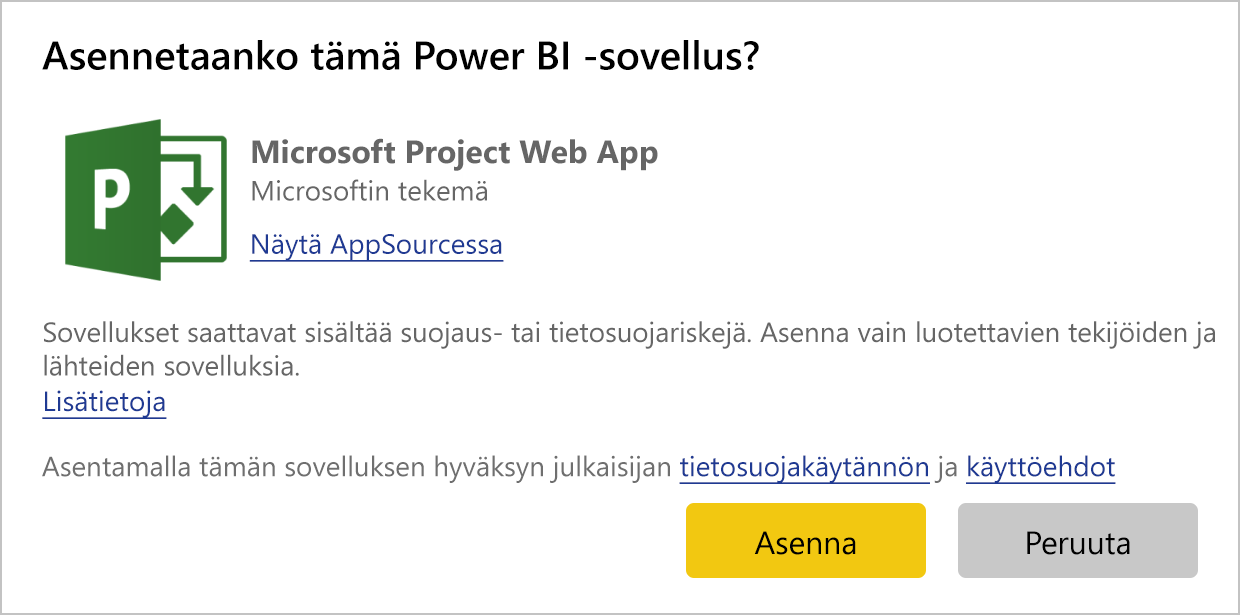 Asennetaanko tämä Power BI -sovellus?
P
Microsoft Project Web App
Microsoftin tekemä
Näytä AppSourcessa
Sovellukset saattavat sisältää suojaus- tai tietosuojariskejä. Asenna vain luotettavien tekijöiden ja
lähteiden sovelluksia.
Lisätietoja
Asentamalla tämän sovelluksen hyväksyn julkaisijan tietosuojakäytännön ja käyttöehdot
Asenna Peruuta